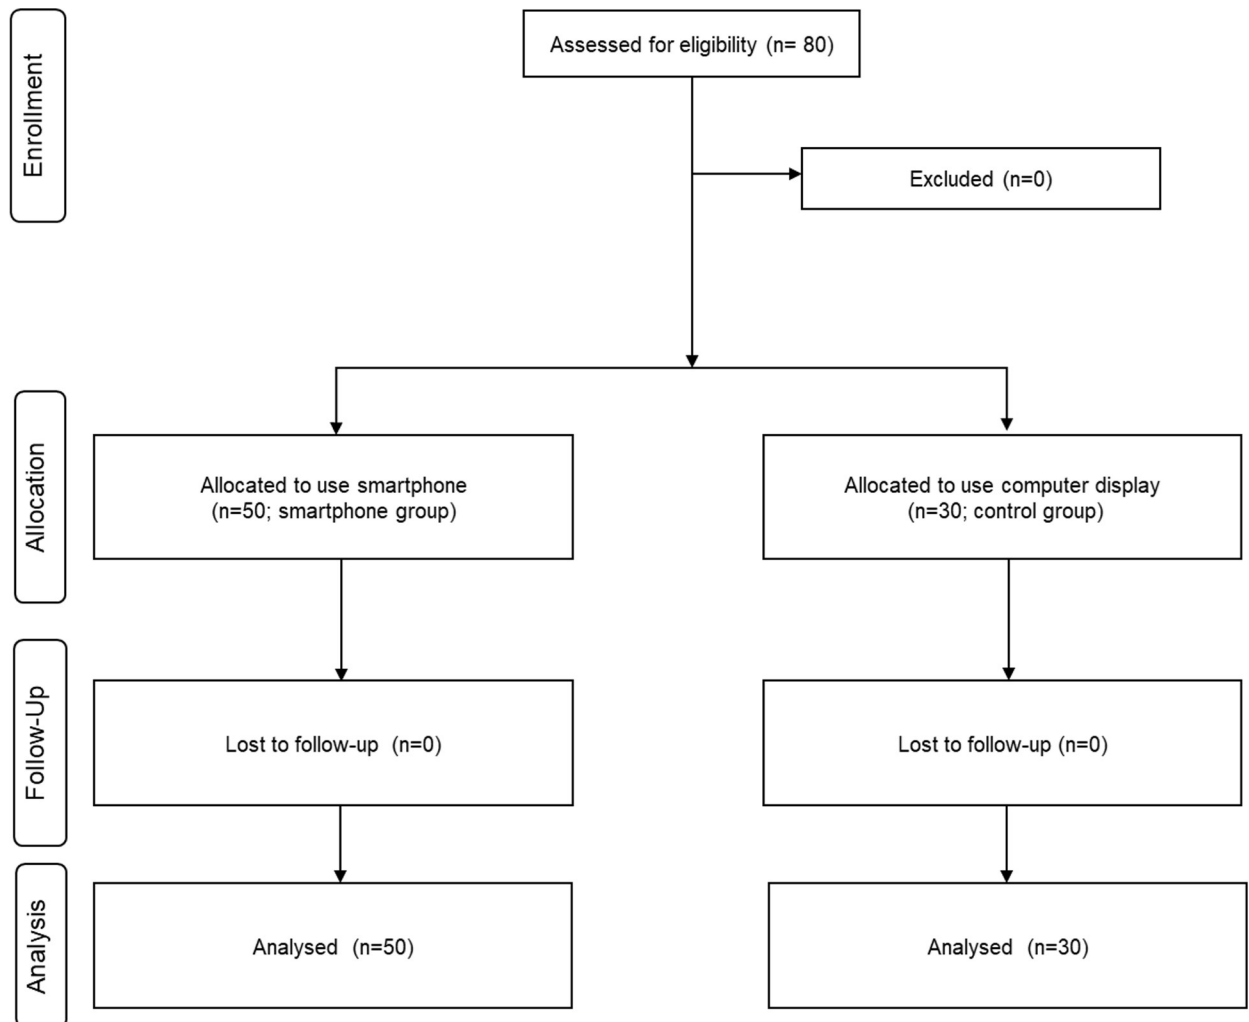 Enrollment
Assessed for eligibility (n= 80)
Excluded (n=0)
Allocation
Allocated to use smartphone
(n=50; smartphone group)
Allocated to use computer display
(n=30; control group)
Follow-Up
Lost to follow-up (n=0)
Lost to follow-up (n=0)
Analysis
Analysed (n=50)
Analysed (n=30)